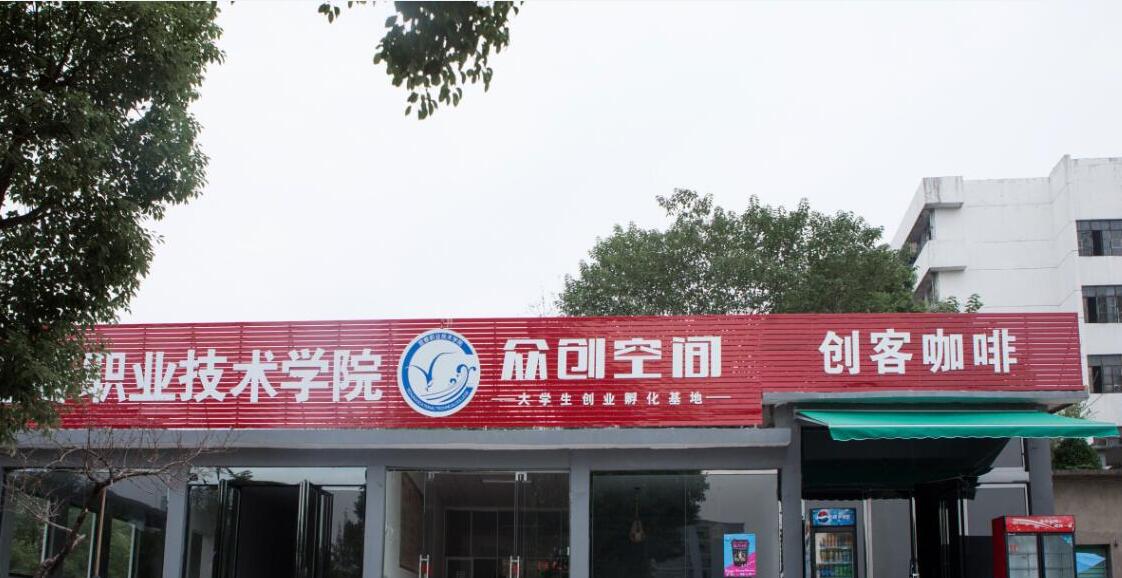 职业技术学院
众创空间
大学生创业孵化基地
创客咖啡